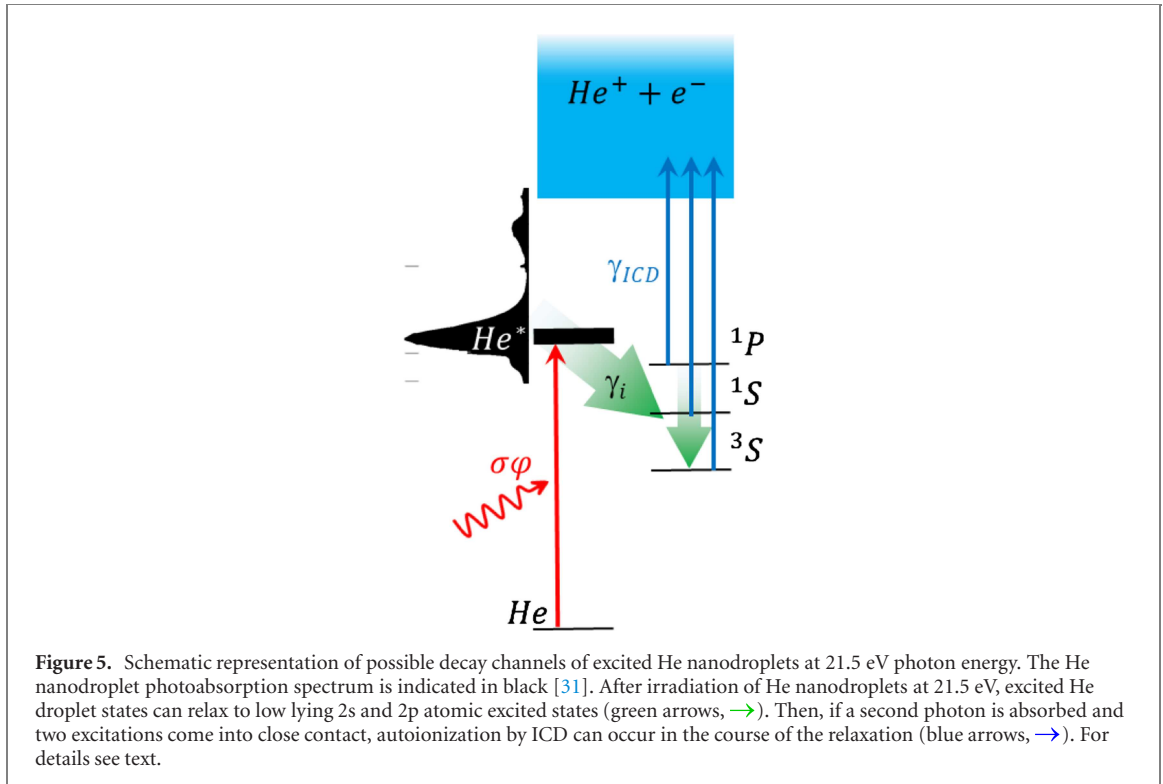 He⁺ + e⁻
γ_ICD
He*
¹P
γᵢ
¹S
³S
σφ
He
Figure 5. Schematic representation of possible decay channels of excited He nanodroplets at 21.5 eV photon energy. The He
nanodroplet photoabsorption spectrum is indicated in black [31]. After irradiation of He nanodroplets at 21.5 eV, excited He
droplet states can relax to low lying 2s and 2p atomic excited states (green arrows, →). Then, if a second photon is absorbed and
two excitations come into close contact, autoionization by ICD can occur in the course of the relaxation (blue arrows, →). For
details see text.